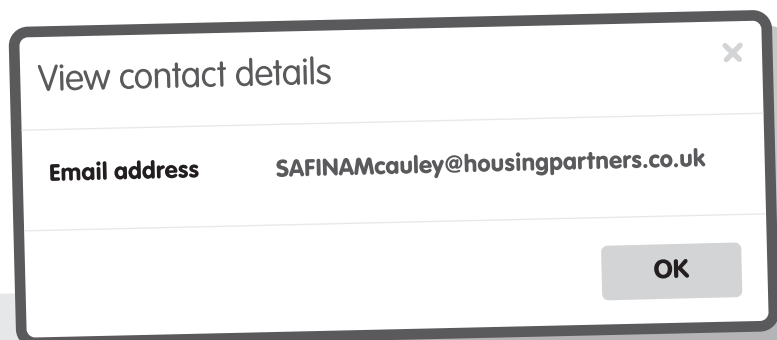 View contact details
Email address SAFINAMcauley@housingpartners.co.uk
OK